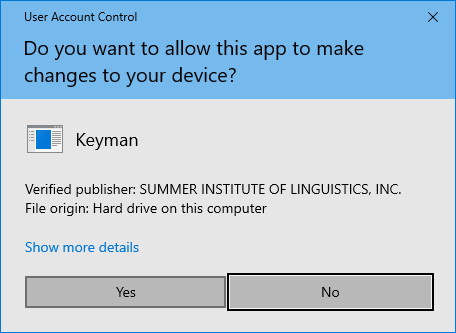 User Account Control
Do you want to allow this app to make
changes to your device?
Keyman
Verified publisher: SUMMER INSTITUTE OF LINGUISTICS, INC.
File origin: Hard drive on this computer
Show more details
Yes
No